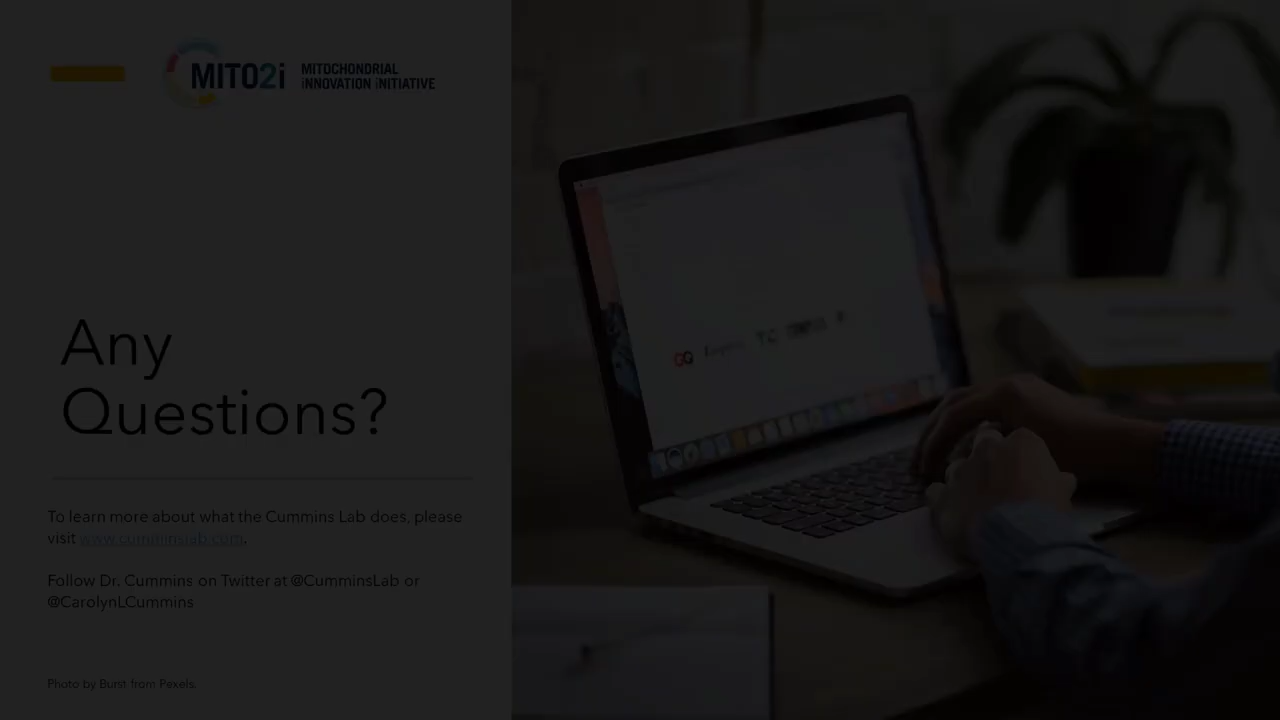 MITO2i
MITOCHONDRIAL
iNNOVATION iNITIATIVE
Any
Questions?
To learn more about what the Cummins Lab does, please
visit www.cumminslab.com.
Follow Dr. Cummins on Twitter at @CumminsLab or
@CarolynLCummins
Photo by Burst from Pexels.